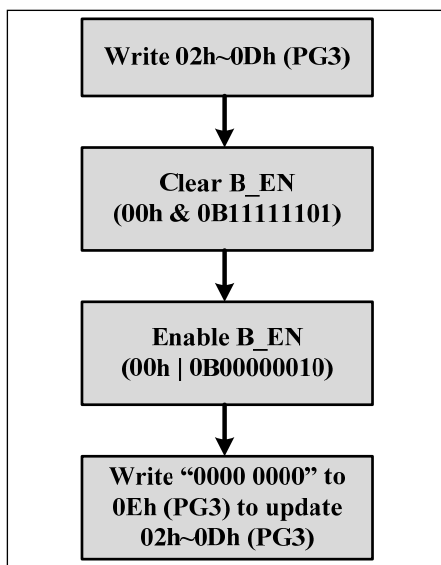 Write 02h~0Dh (PG3)
Clear B_EN
(00h & 0B11111101)
Enable B_EN
(00h | 0B00000010)
Write “0000 0000” to
0Eh (PG3) to update
02h~0Dh (PG3)